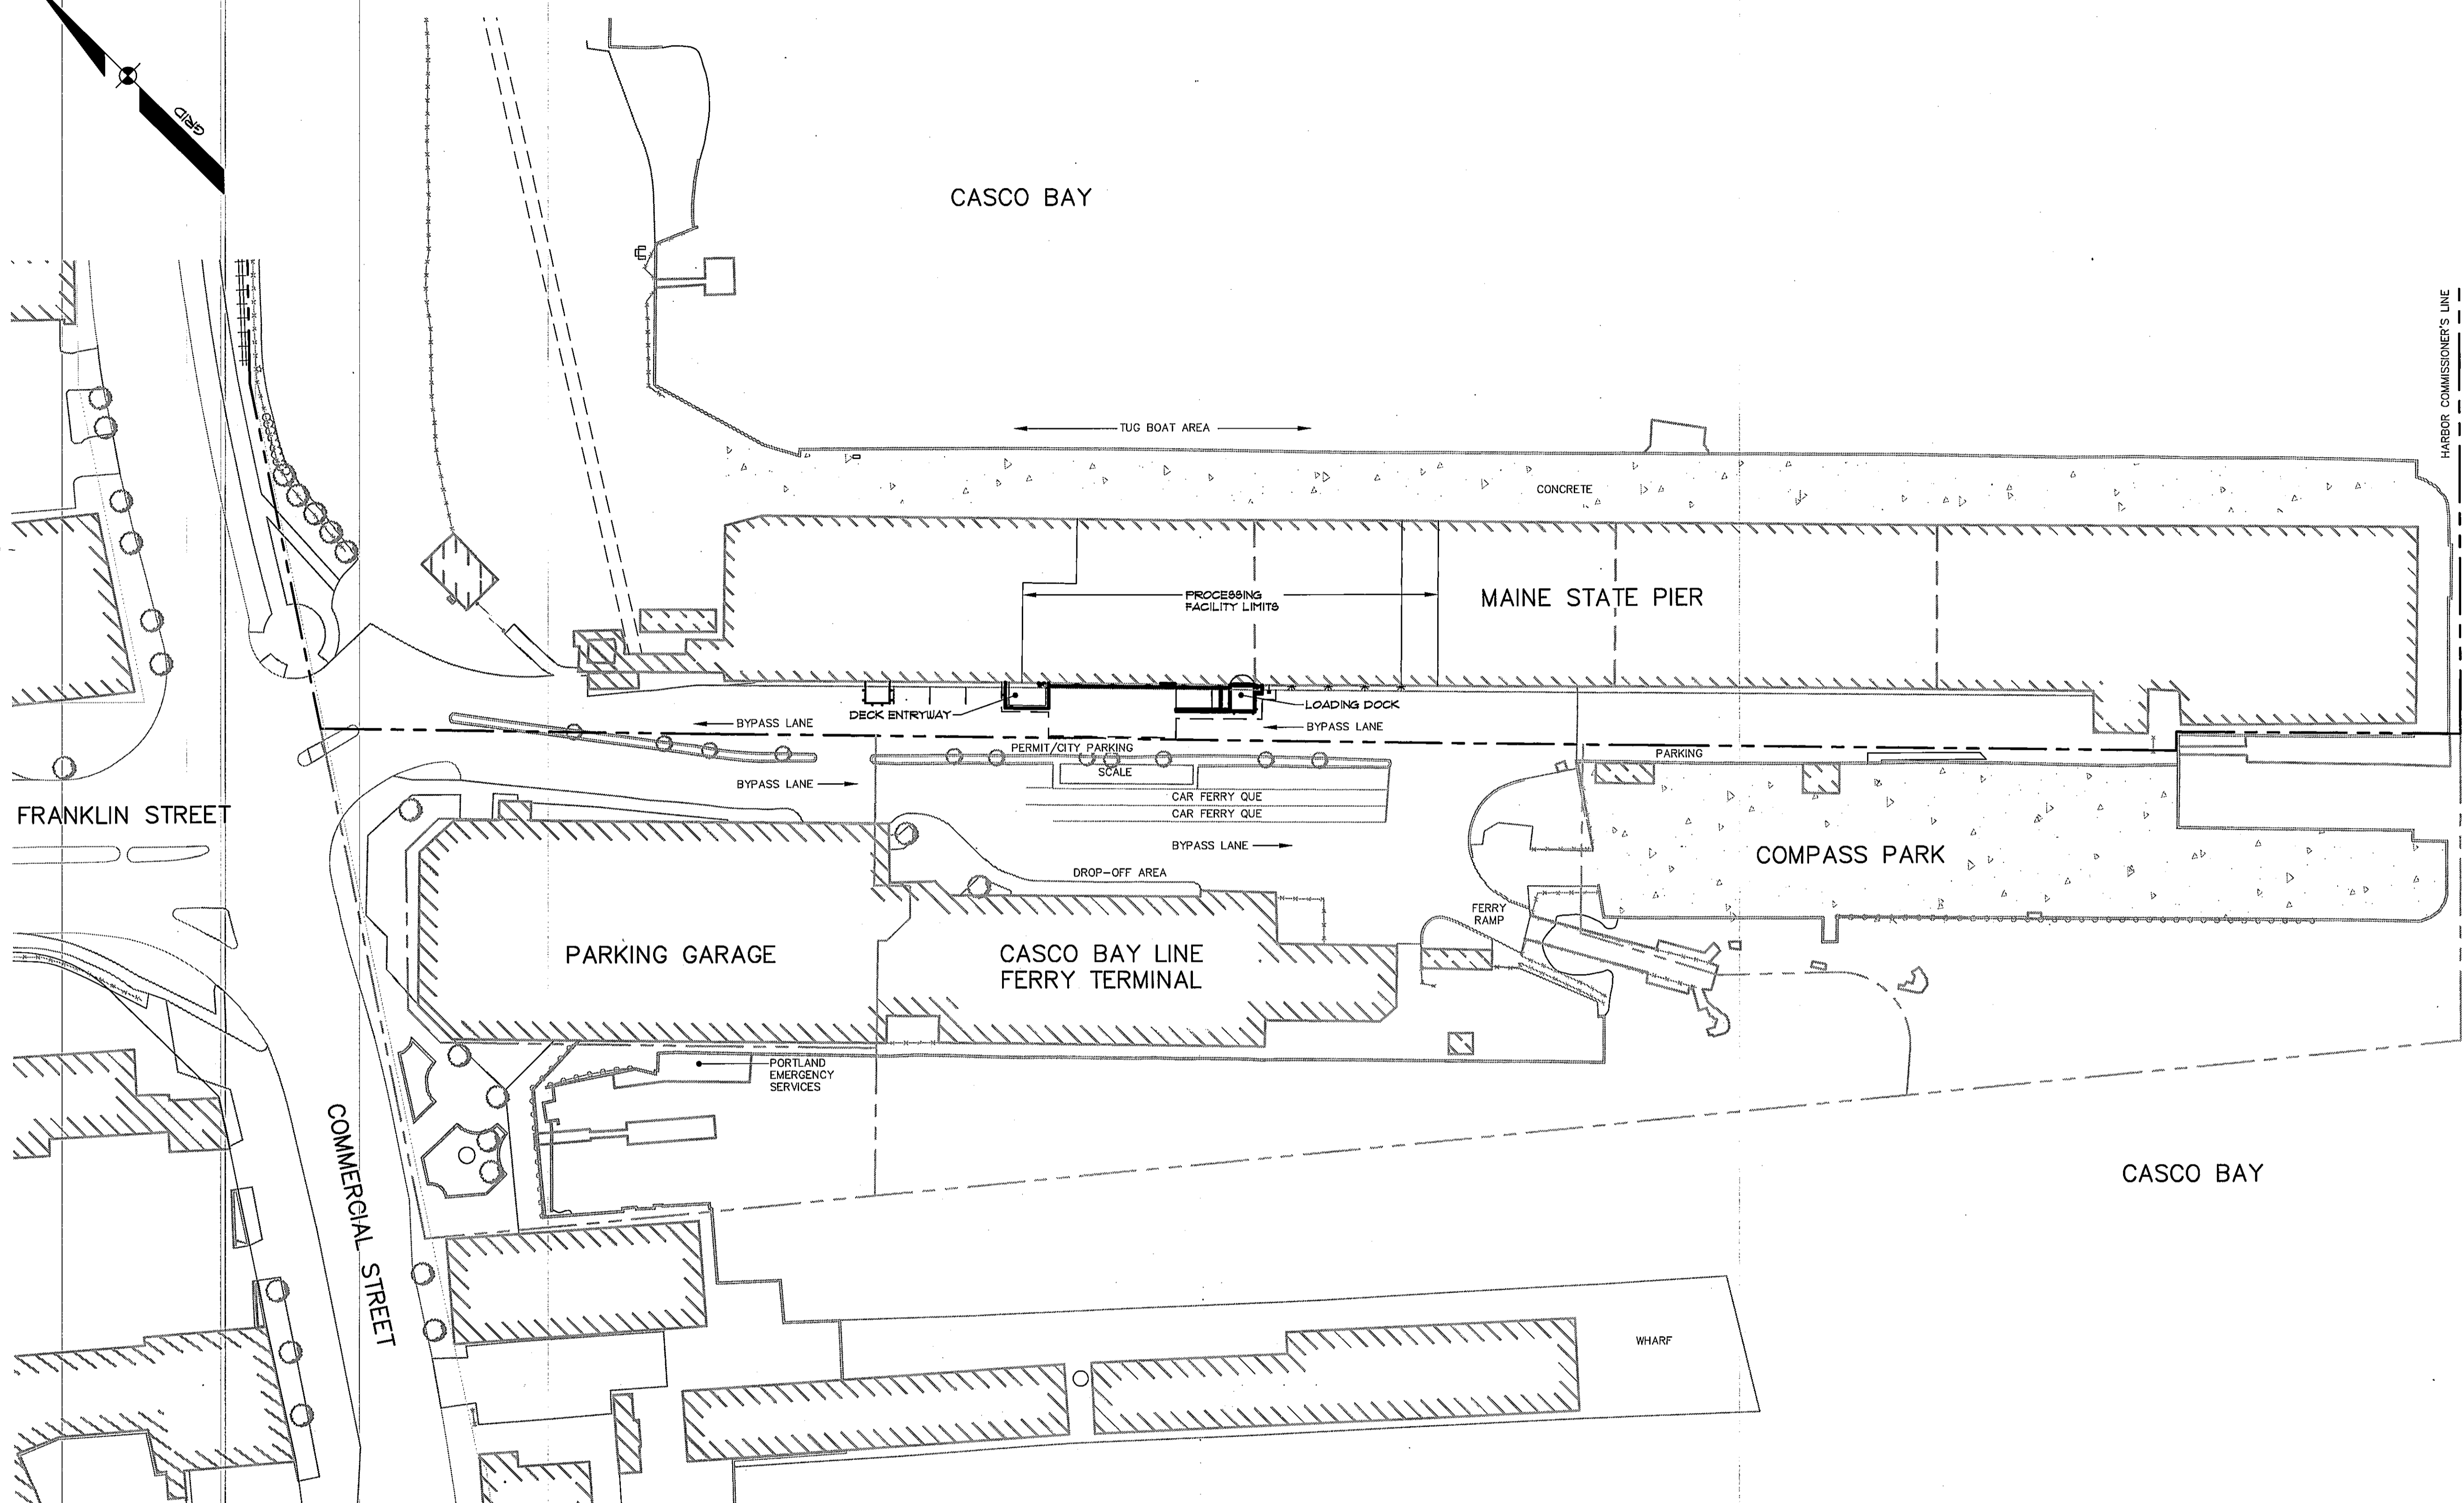 GRID
CASCO BAY
HARBOR COMMISSIONER'S LINE
TUG BOAT AREA
CONCRETE
PROCESSING
FACILITY LIMITS
MAINE STATE PIER
DECK ENTRYWAY
LOADING DOCK
BYPASS LANE
BYPASS LANE
PERMIT/CITY PARKING
PARKING
SCALE
BYPASS LANE
CAR FERRY QUE
CAR FERRY QUE
FRANKLIN STREET
BYPASS LANE
COMPASS PARK
DROP-OFF AREA
FERRY
RAMP
PARKING GARAGE
CASCO BAY LINE
FERRY TERMINAL
PORTLAND
EMERGENCY
SERVICES
COMMERCIAL STREET
CASCO BAY
WHARF